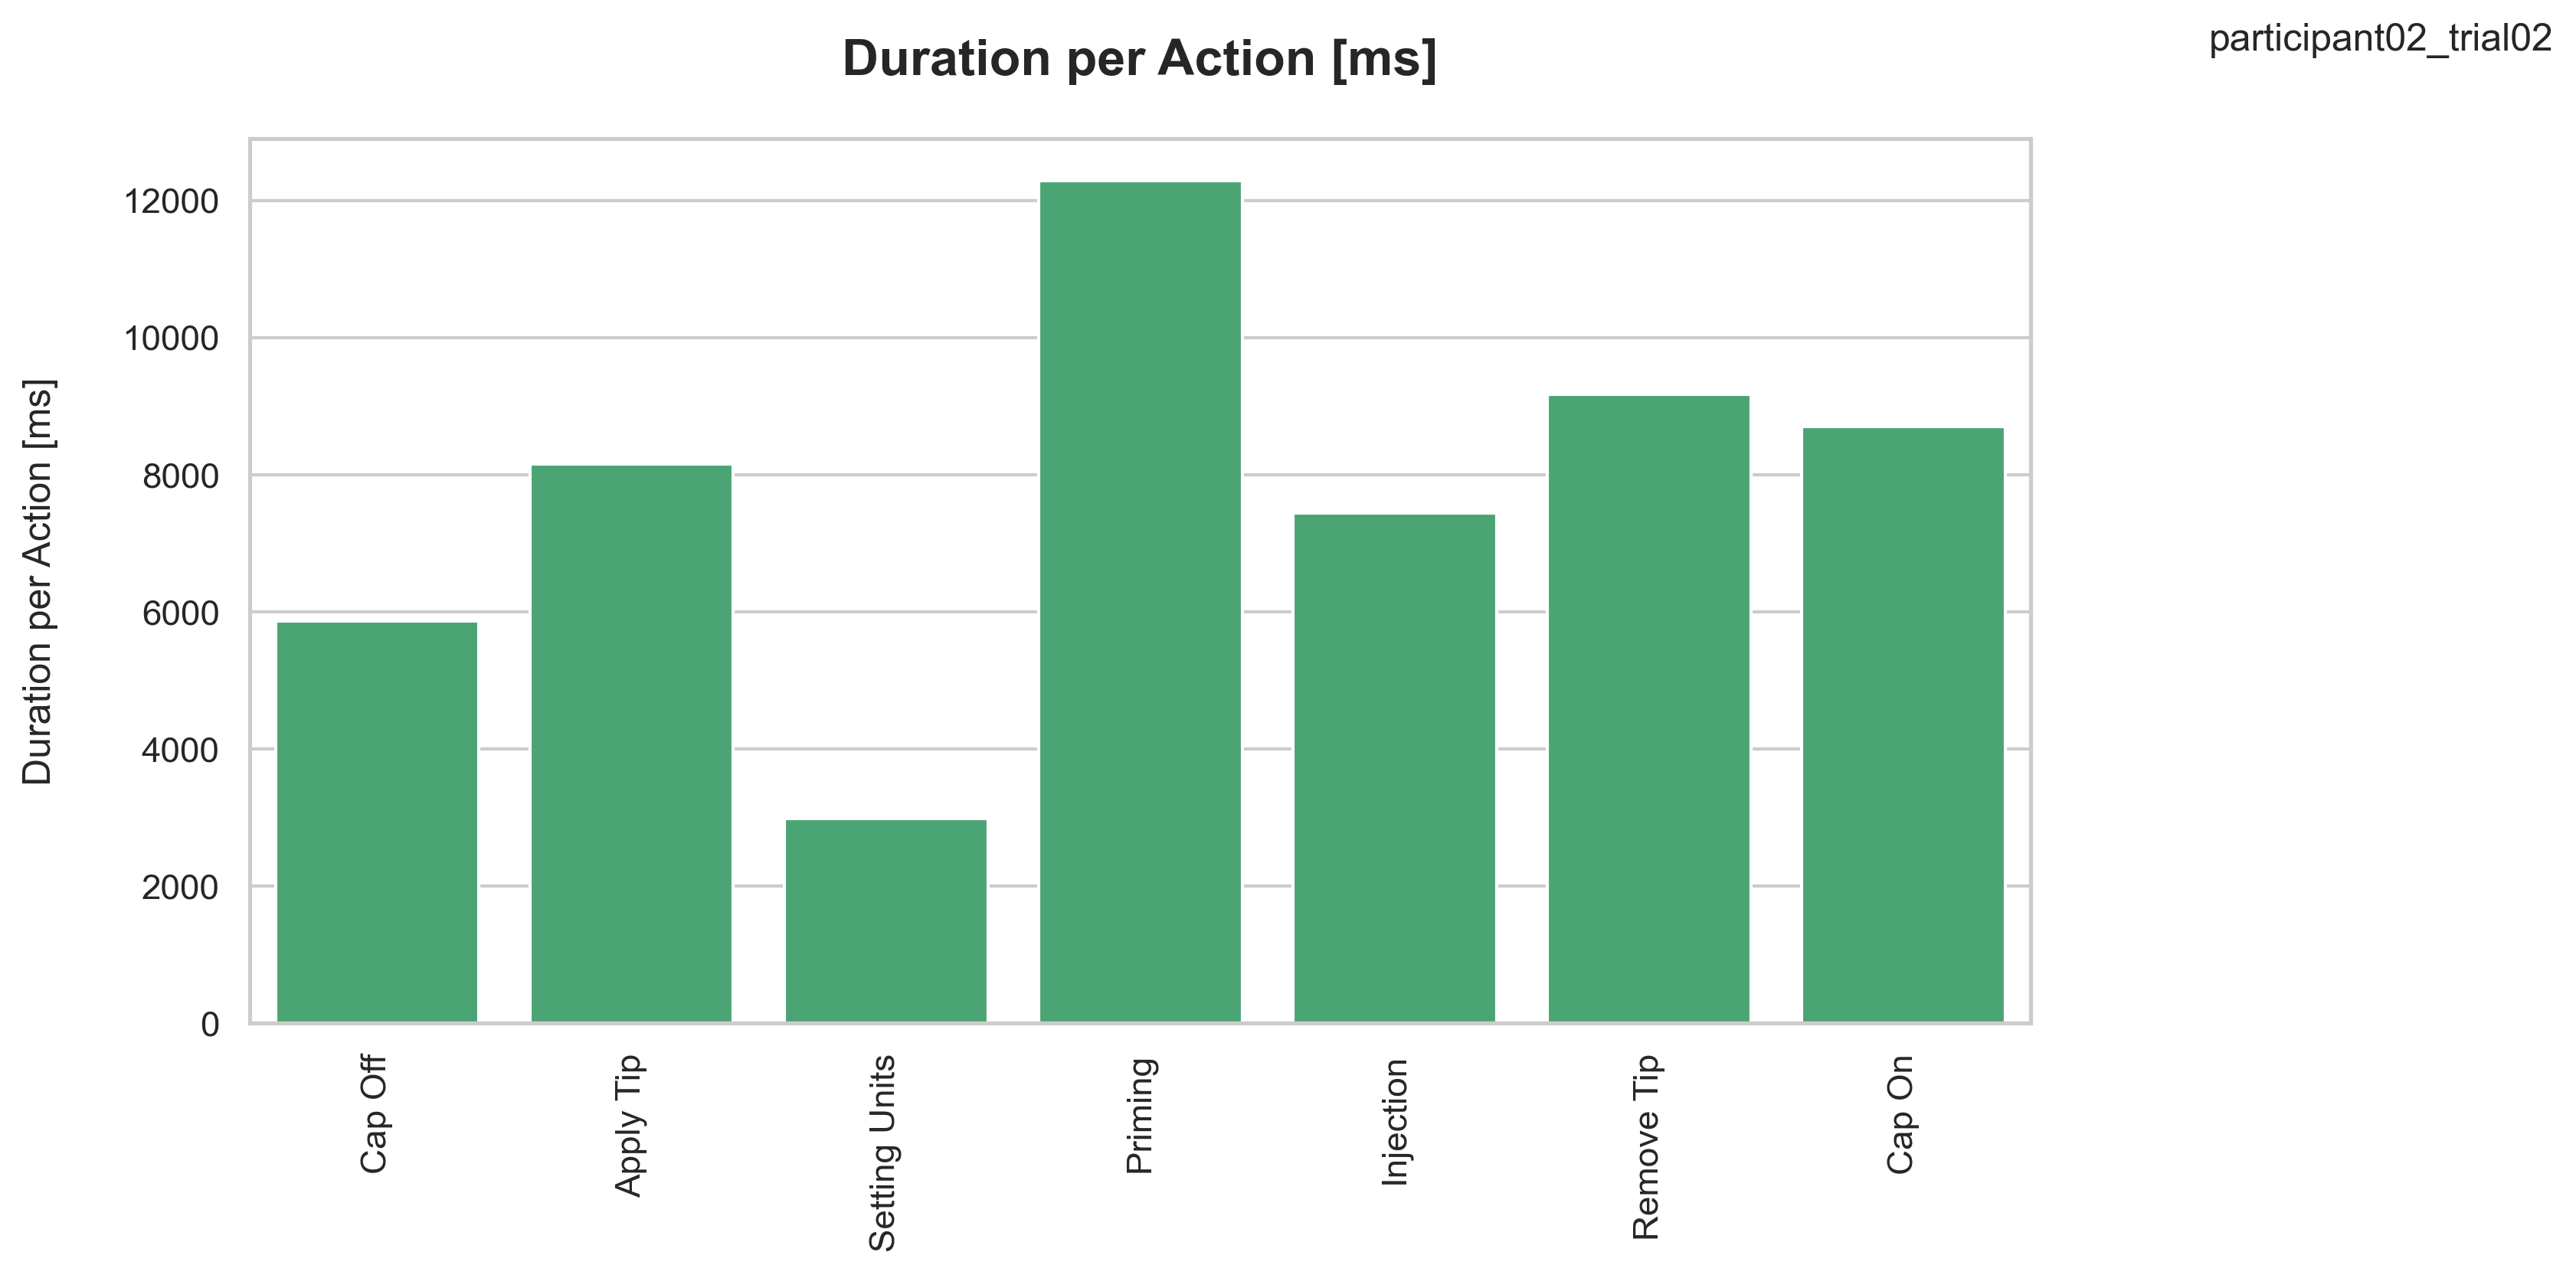 participant02_trial02
Duration per Action [ms]
Duration per Action [ms]
12000
10000
8000
6000
4000
2000
0
Cap Off
Apply Tip
Setting Units
Priming
Injection
Remove Tip
Cap On